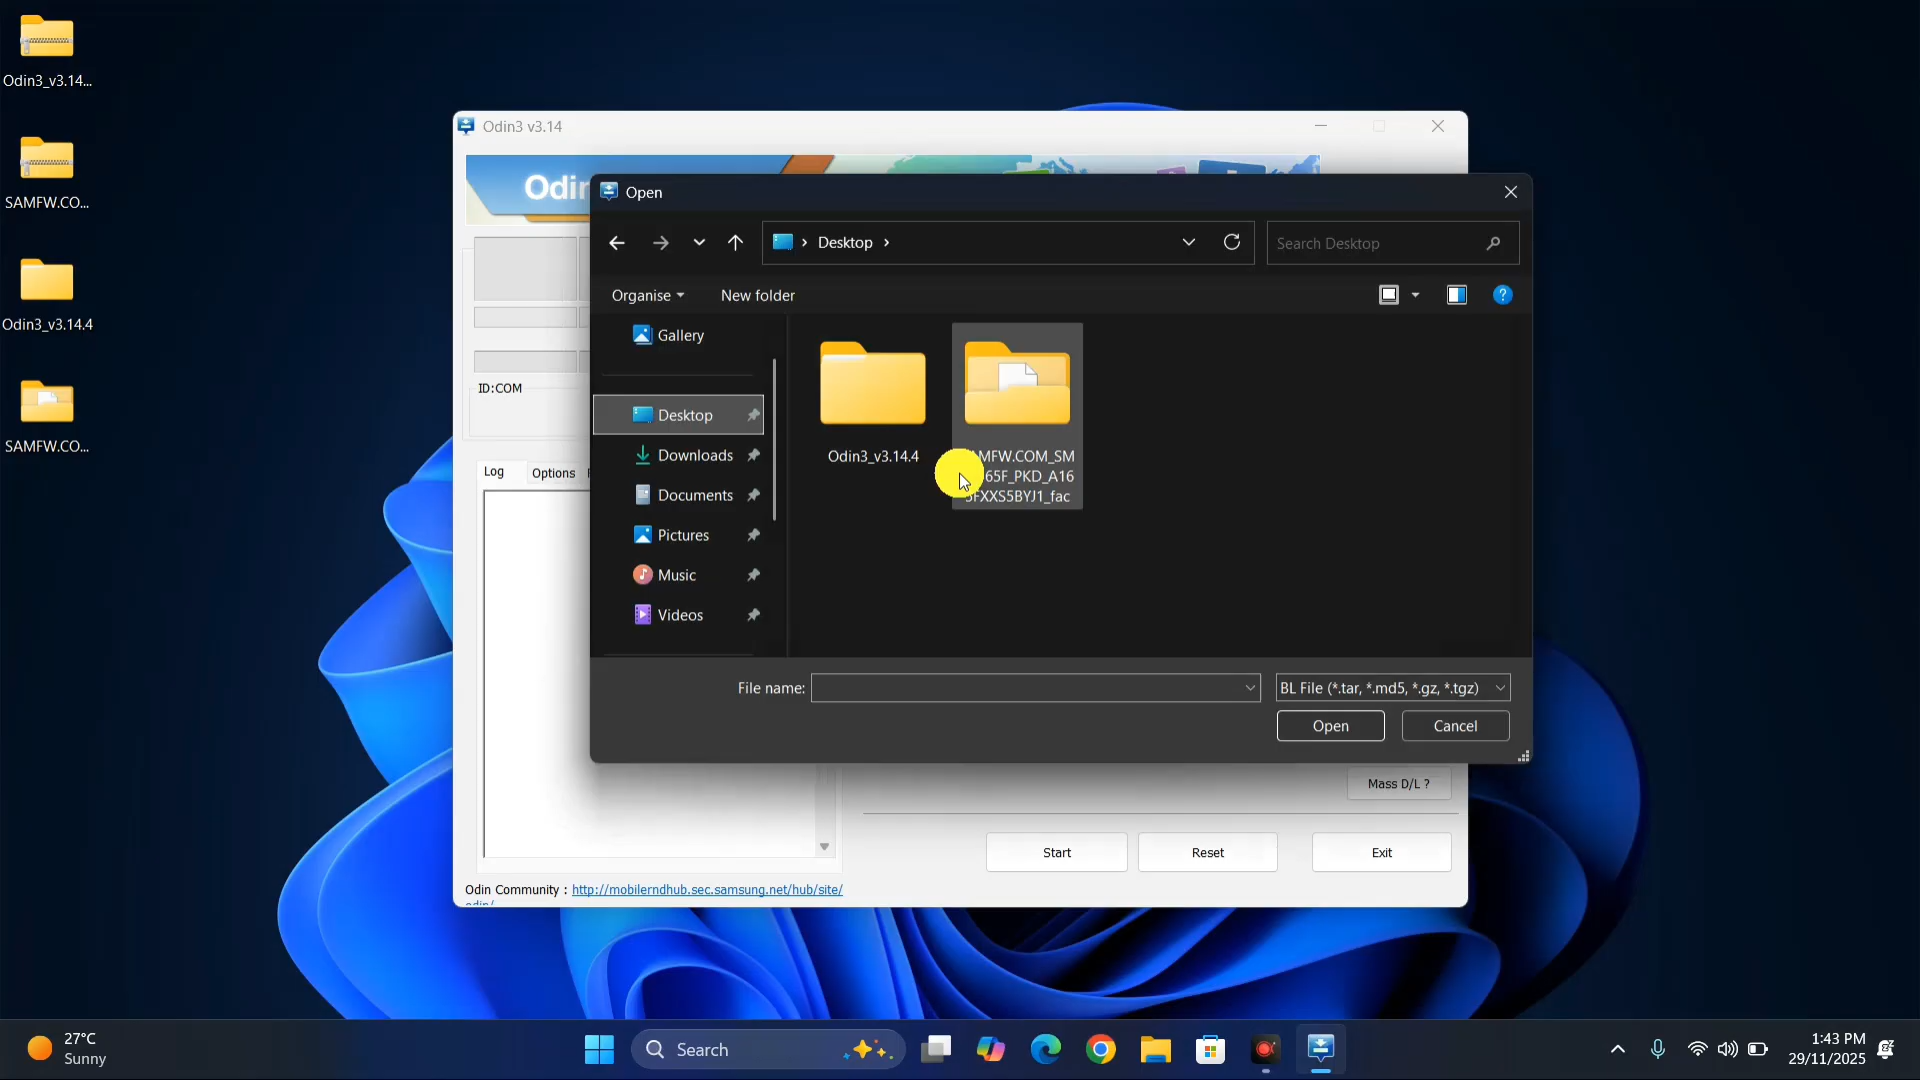 Odin3_v3.14...
SAMFW.CO...
Odin3_v3.14.4
SAMFW.CO...
Odin3 v3.14
Open
Desktop
Search Desktop
Organise
New folder
Gallery
Desktop
Downloads
Documents
Pictures
Music
Videos
Odin3_v3.14.4
MFW.COM_SM
65F_PKD_A16
5FXXS5BYJ1_fac
File name:
BL File (*.tar, *.md5, *.gz, *.tgz)
Open
Cancel
ID:COM
Log
Options
Mass D/L ?
Start
Reset
Exit
Odin Community : http://mobilerndhub.sec.samsung.net/hub/site/
27°C
Sunny
Search
1:43 PM
29/11/2025